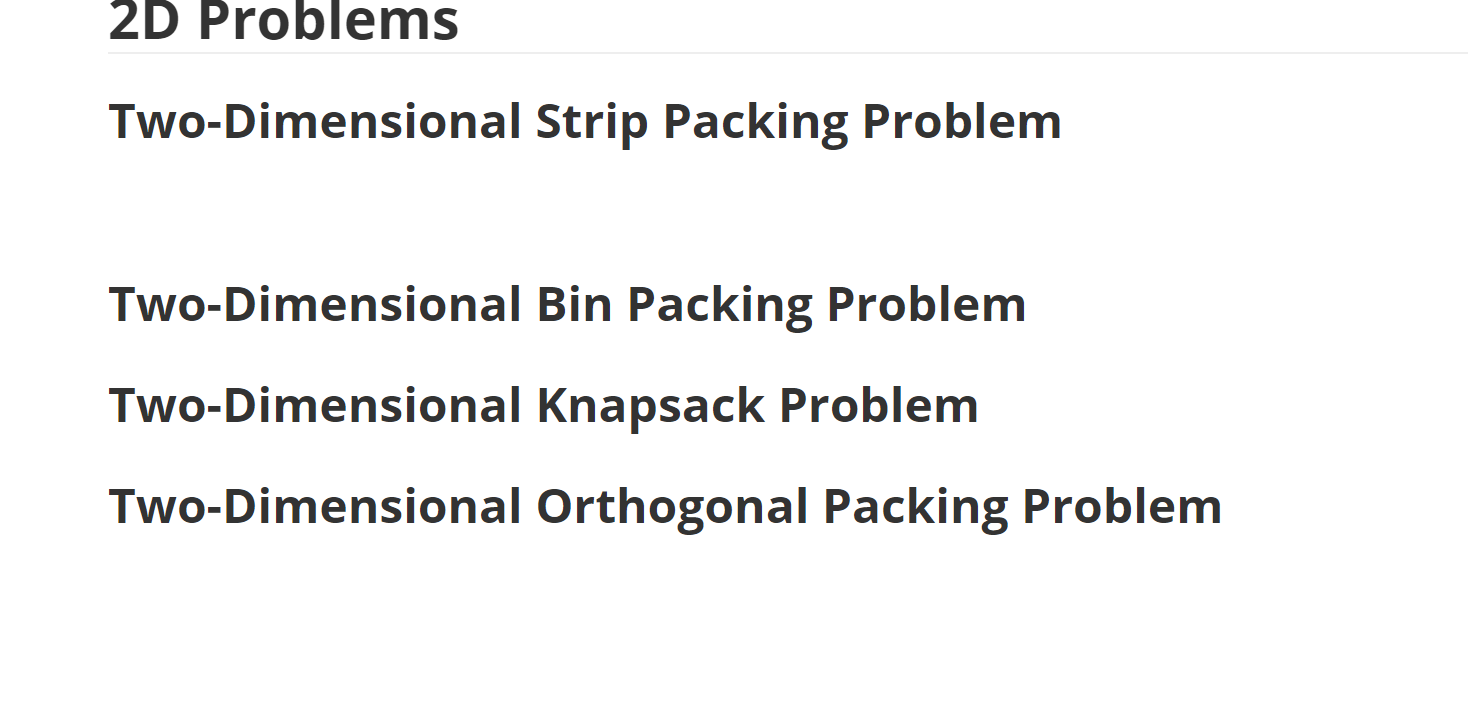 2D Problems
Two-Dimensional Strip Packing Problem
Two-Dimensional Bin Packing Problem
Two-Dimensional Knapsack Problem
Two-Dimensional Orthogonal Packing Problem